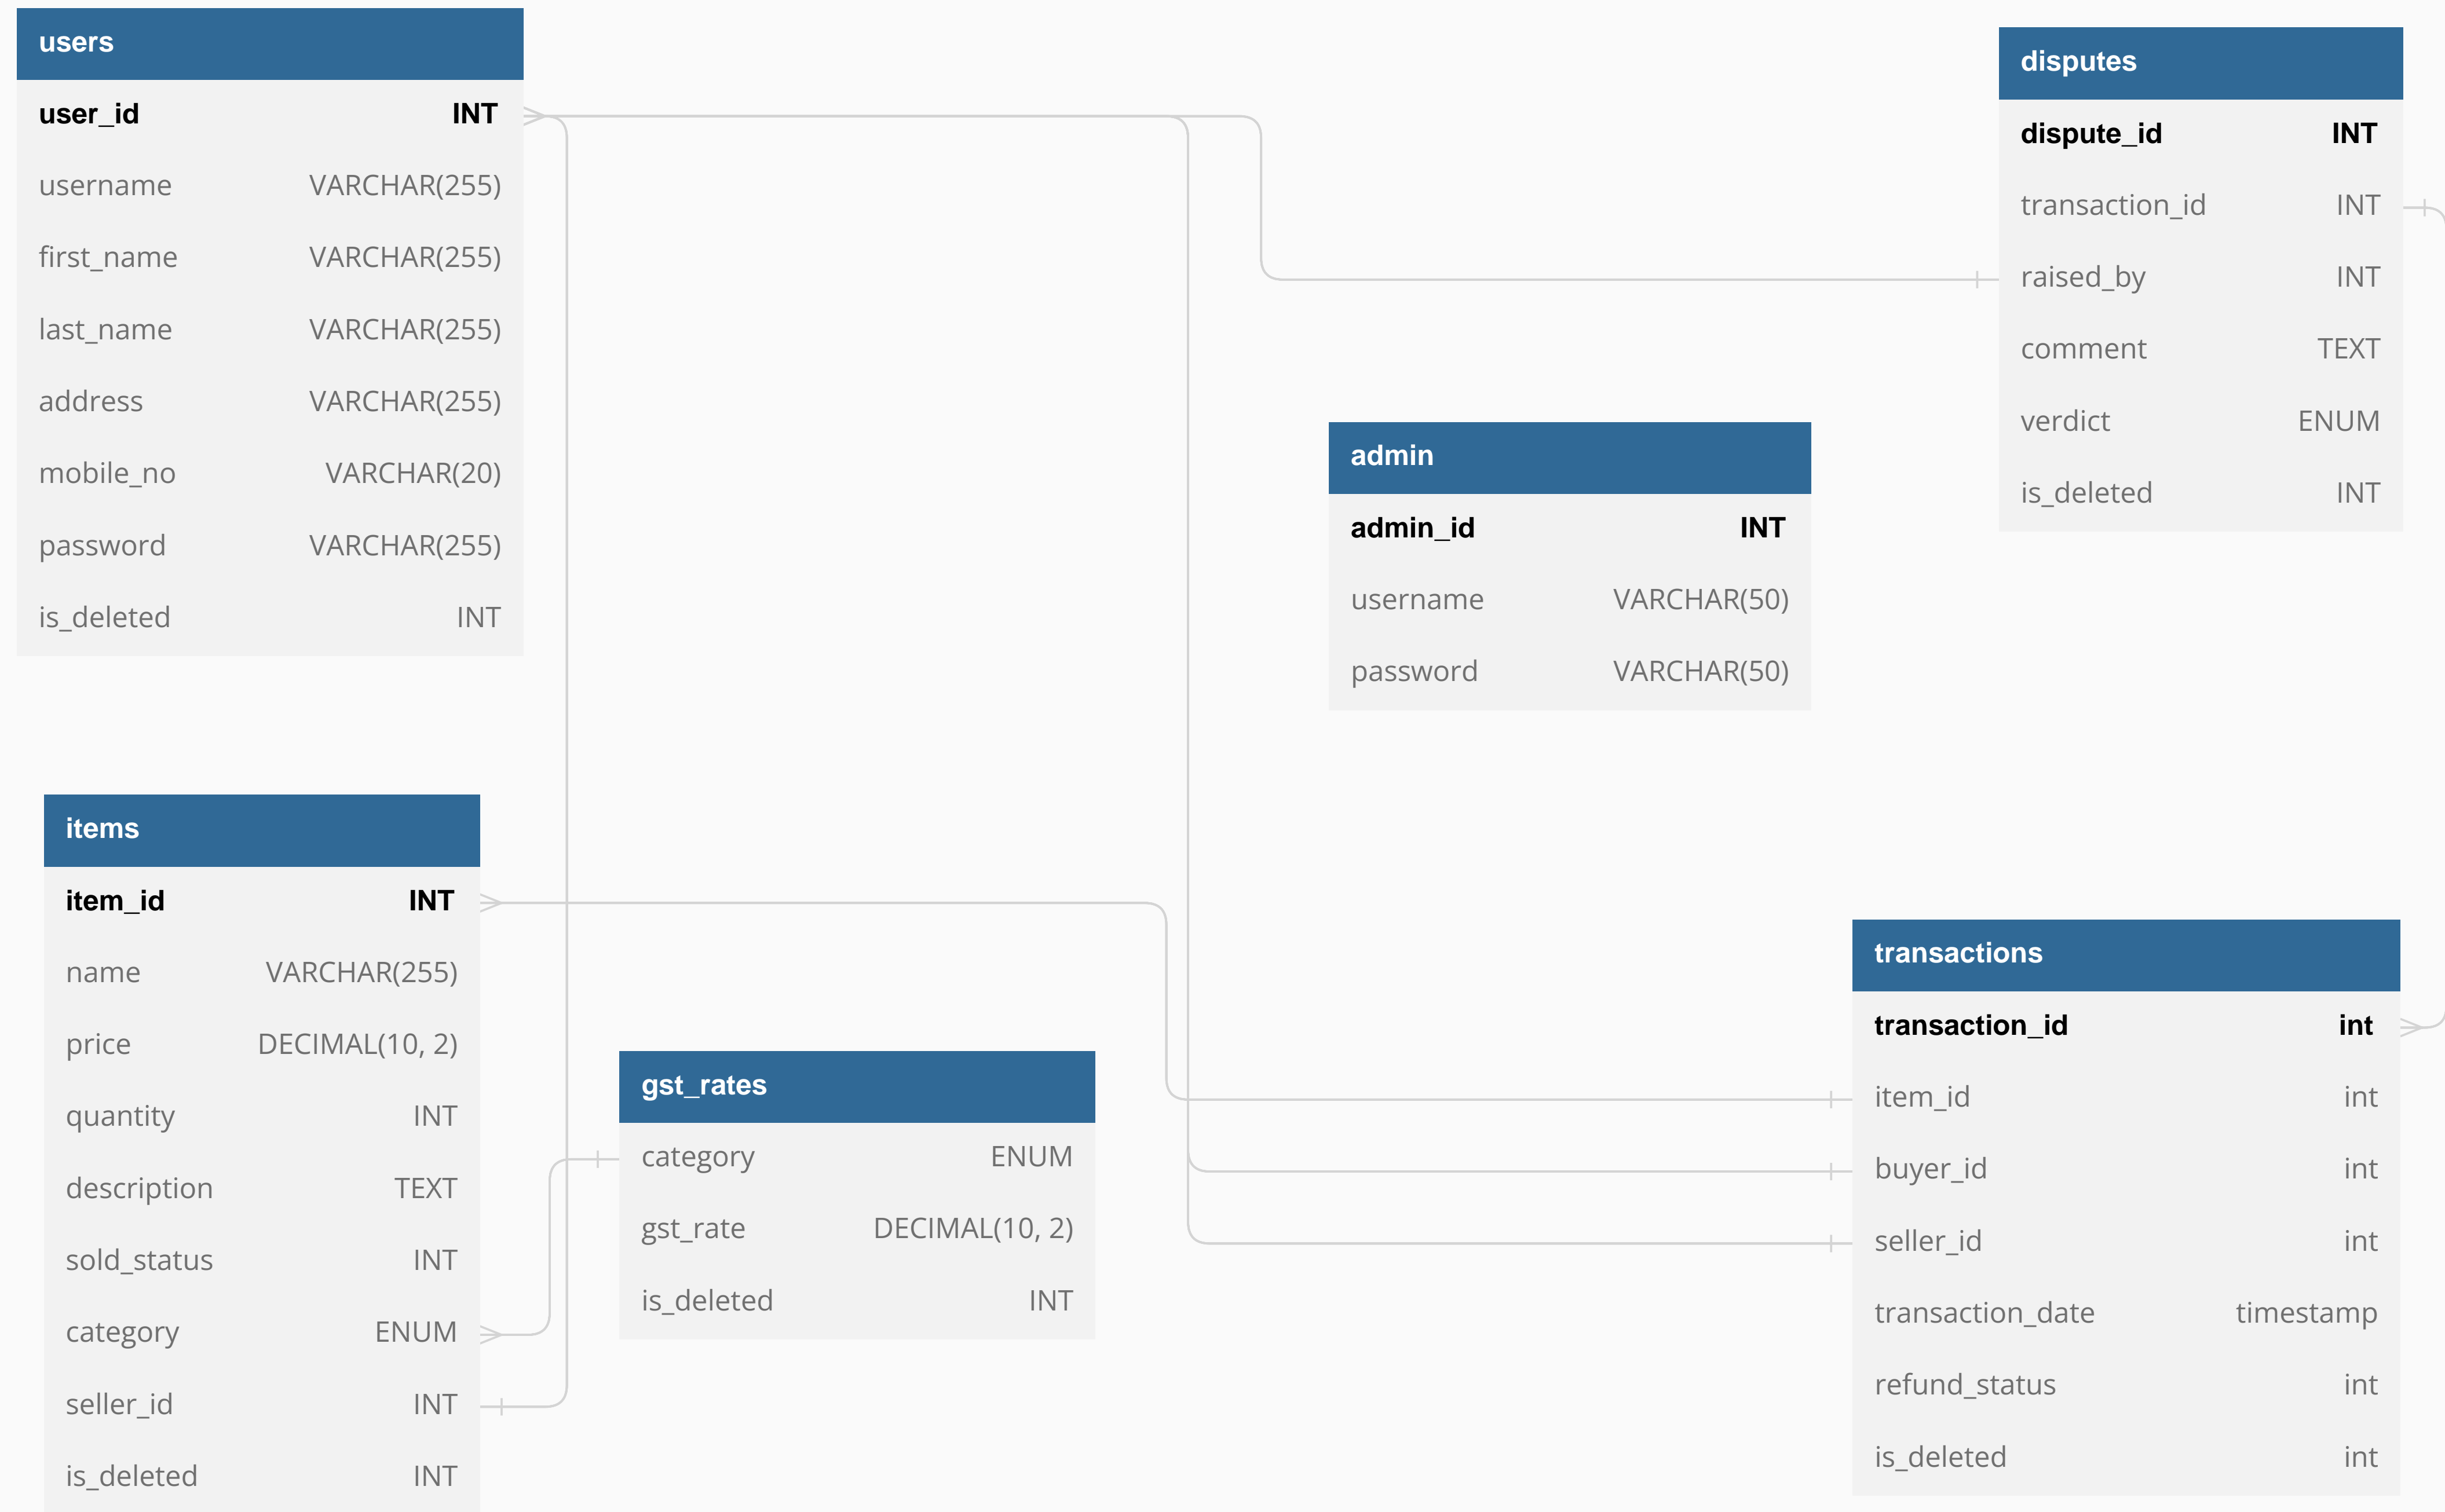 users
user_id INT
username VARCHAR(255)
first_name VARCHAR(255)
last_name VARCHAR(255)
address VARCHAR(255)
mobile_no VARCHAR(20)
password VARCHAR(255)
is_deleted INT
disputes
dispute_id INT
transaction_id INT
raised_by INT
comment TEXT
verdict ENUM
is_deleted INT
admin
admin_id INT
username VARCHAR(50)
password VARCHAR(50)
items
item_id INT
name VARCHAR(255)
price DECIMAL(10, 2)
quantity INT
description TEXT
sold_status INT
category ENUM
seller_id INT
is_deleted INT
gst_rates
category ENUM
gst_rate DECIMAL(10, 2)
is_deleted INT
transactions
transaction_id int
item_id int
buyer_id int
seller_id int
transaction_date timestamp
refund_status int
is_deleted int